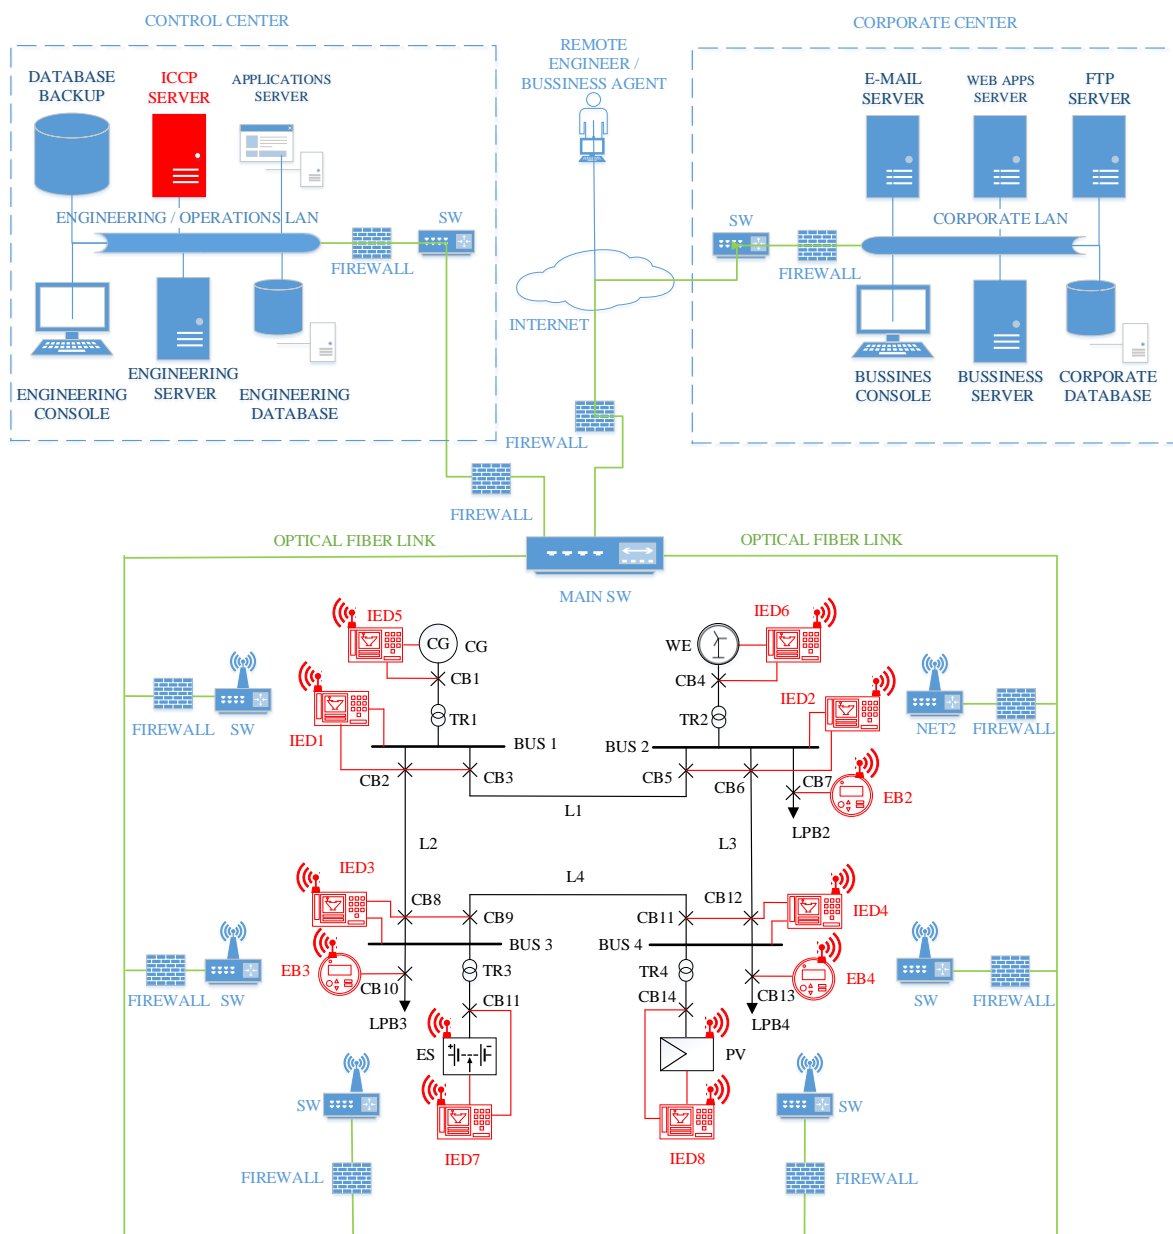 CONTROL CENTER
CORPORATE CENTER
REMOTE
ENGINEER /
BUSSINESS AGENT
DATABASE
BACKUP
ICCP
SERVER
APPLICATIONS
SERVER
E-MAIL
SERVER
WEB APPS
SERVER
FTP
SERVER
ENGINEERING / OPERATIONS LAN
SW
FIREWALL
SW
CORPORATE LAN
FIREWALL
INTERNET
ENGINEERING
CONSOLE
ENGINEERING
SERVER
ENGINEERING
DATABASE
BUSSINES
CONSOLE
BUSSINESS
SERVER
CORPORATE
DATABASE
FIREWALL
FIREWALL
OPTICAL FIBER LINK
OPTICAL FIBER LINK
MAIN SW
IED5
CG
CG
CB1
TR1
IED1
BUS 1
CB2
CB3
WE
IED6
CB4
TR2
IED2
BUS 2
CB5
CB6
CB7
EB2
LPB2
FIREWALL
SW
NET2
FIREWALL
L1
L2
L3
L4
IED3
CB8
CB9
BUS 3
EB3
CB10
LPB3
TR3
CB11
ES
IED7
CB12
CB11
IED4
BUS 4
TR4
CB14
CB13
EB4
LPB4
PV
IED8
FIREWALL
SW
SW
FIREWALL
SW
FIREWALL
SW
FIREWALL